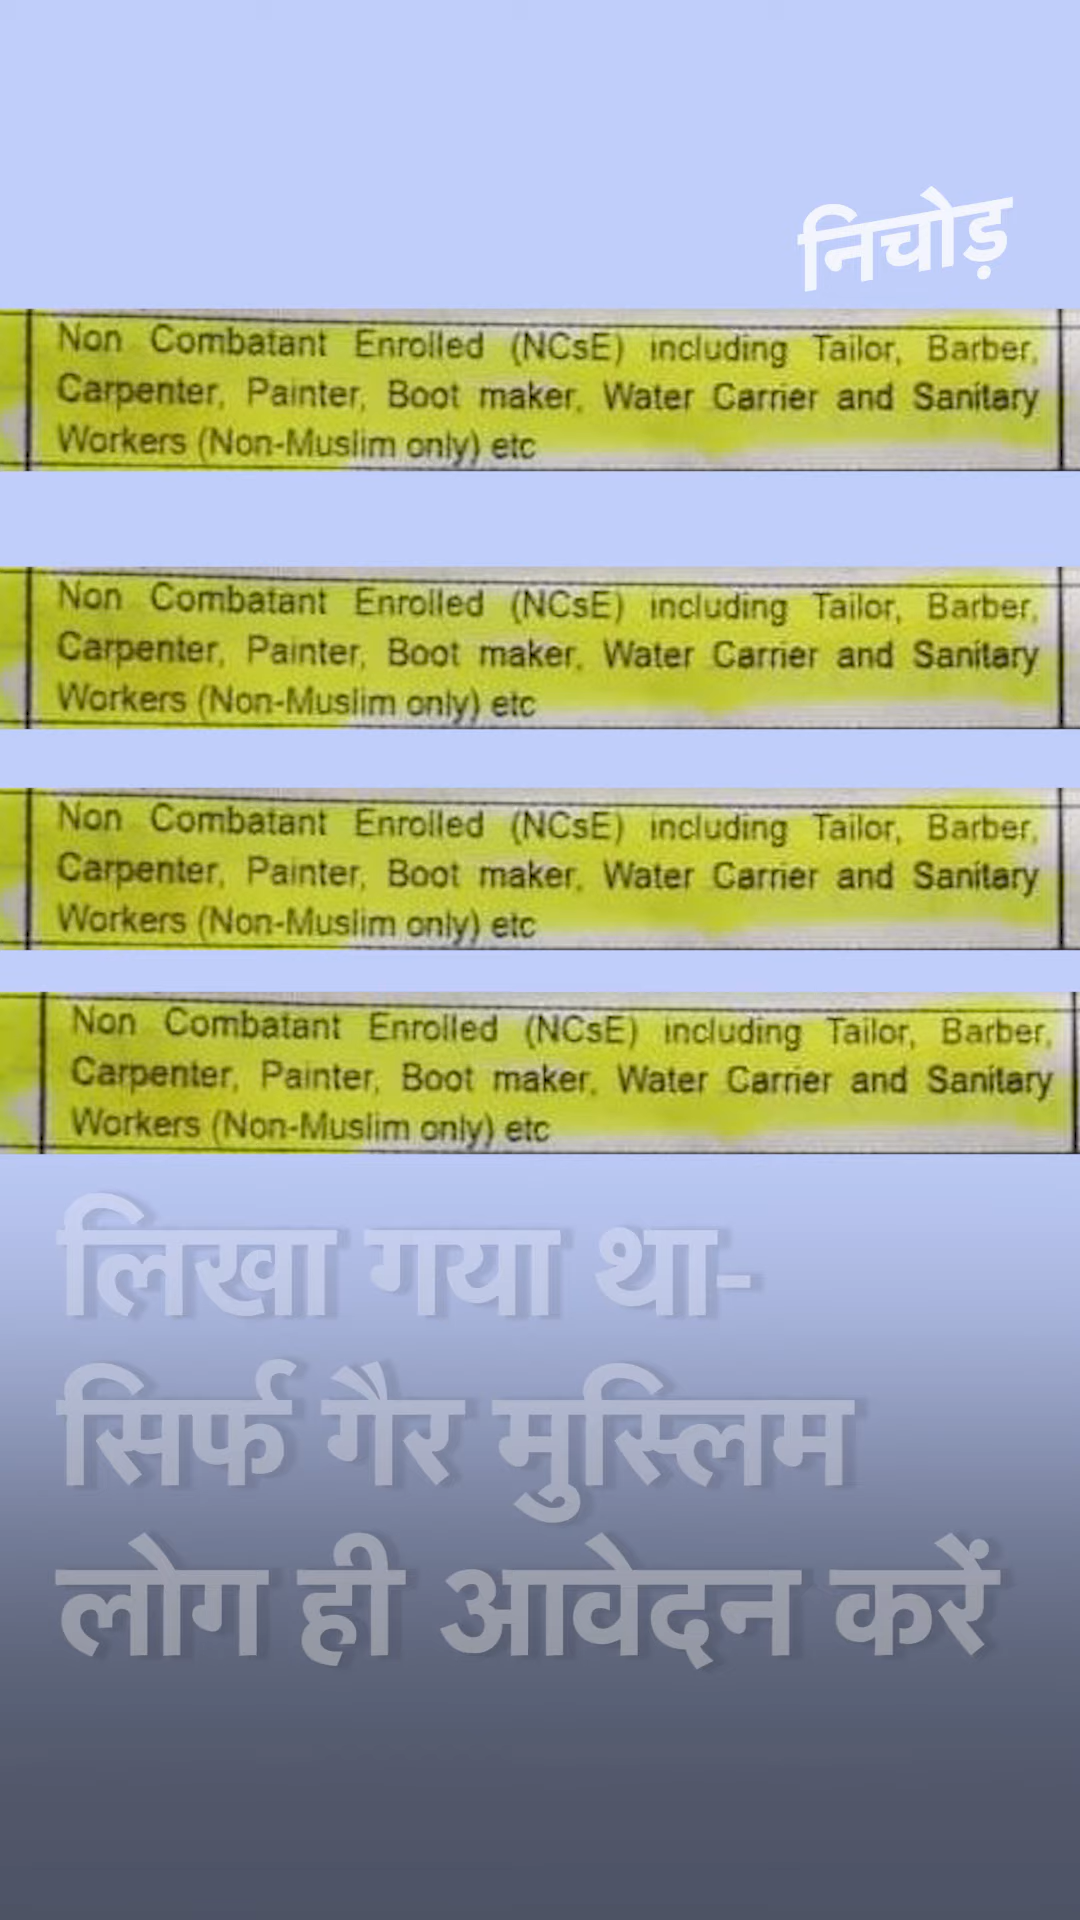 निचोड़
Non Combatant Enrolled (NCsE) including Tailor, Barber,
Carpenter, Painter, Boot maker, Water Carrier and Sanitary
Workers (Non-Muslim only) etc
Non Combatant Enrolled (NCsE) including Tailor, Barber,
Carpenter, Painter, Boot maker, Water Carrier and Sanitary
Workers (Non-Muslim only) etc
Non Combatant Enrolled (NCsE) including Tailor, Barber,
Carpenter, Painter, Boot maker, Water Carrier and Sanitary
Workers (Non-Muslim only) etc
Non Combatant Enrolled (NCsE) including Tailor, Barber,
Carpenter, Painter, Boot maker, Water Carrier and Sanitary
Workers (Non-Muslim only) etc
लिखा गया था-
सिर्फ गैर मुस्लिम
लोग ही आवेदन करें